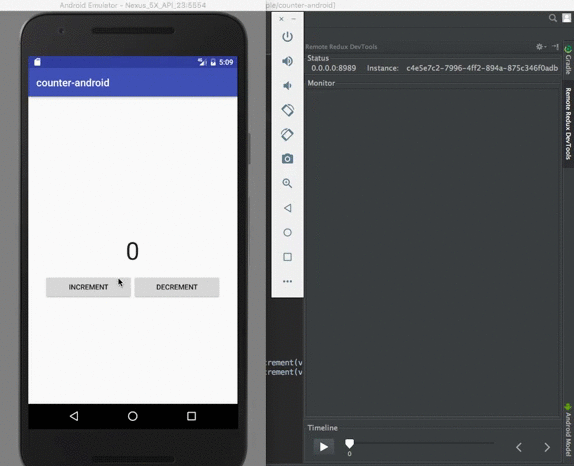 Android Emulator - Nexus_5X_API_23:5554
ple/counter-android]
5:09
counter-android
0
INCREMENT
DECREMENT
Remote Redux DevTools
Status
0.0.0.0:8989
Instance:
c4e5e7c2-7996-4ff2-894a-875c346f0adb
Monitor
rement(v
rement(v
Timeline
0
Gradle
Remote Redux DevTools
Android Model